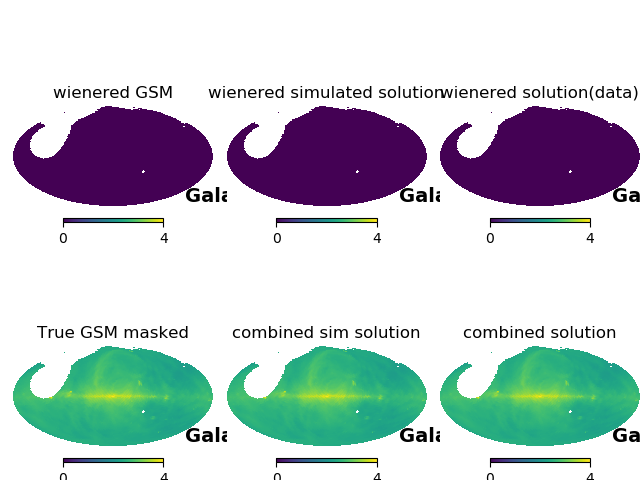 wienered GSM
wienered simulated solution
wienered solution(data)
Gala
Gala
Ga
0 4
0 4
0 4
True GSM masked
combined sim solution
combined solution
Gala
Gala
Ga
0 4
0 4
0 4